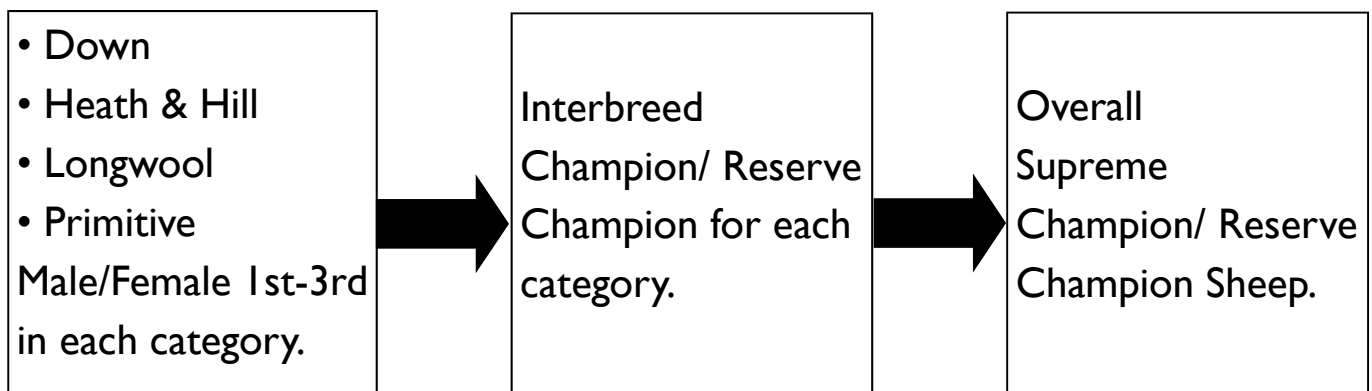 • Down
• Heath & Hill
• Longwool
• Primitive
Male/Female 1st-3rd
in each category.
Interbreed
Champion/ Reserve
Champion for each
category.
Overall
Supreme
Champion/ Reserve
Champion Sheep.